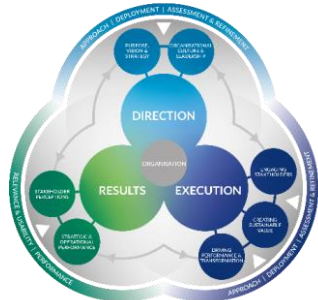 APPROACH | DEPLOYMENT | ASSESSMENT & REFINEMENT
PURPOSE,
VISION &
STRATEGY
ORGANISATIONAL
CULTURE &
LEADERSHIP
DIRECTION
ORGANISATION
RESULTS
EXECUTION
STAKEHOLDER
PERCEPTIONS
STRATEGIC &
OPERATIONAL
PERFORMANCE
ENGAGING
STAKEHOLDERS
CREATING
SUSTAINABLE
VALUE
DRIVING
PERFORMANCE &
TRANSFORMATION
RELEVANCE & USABILITY | PERFORMANCE
APPROACH | DEPLOYMENT | ASSESSMENT & REFINEMENT